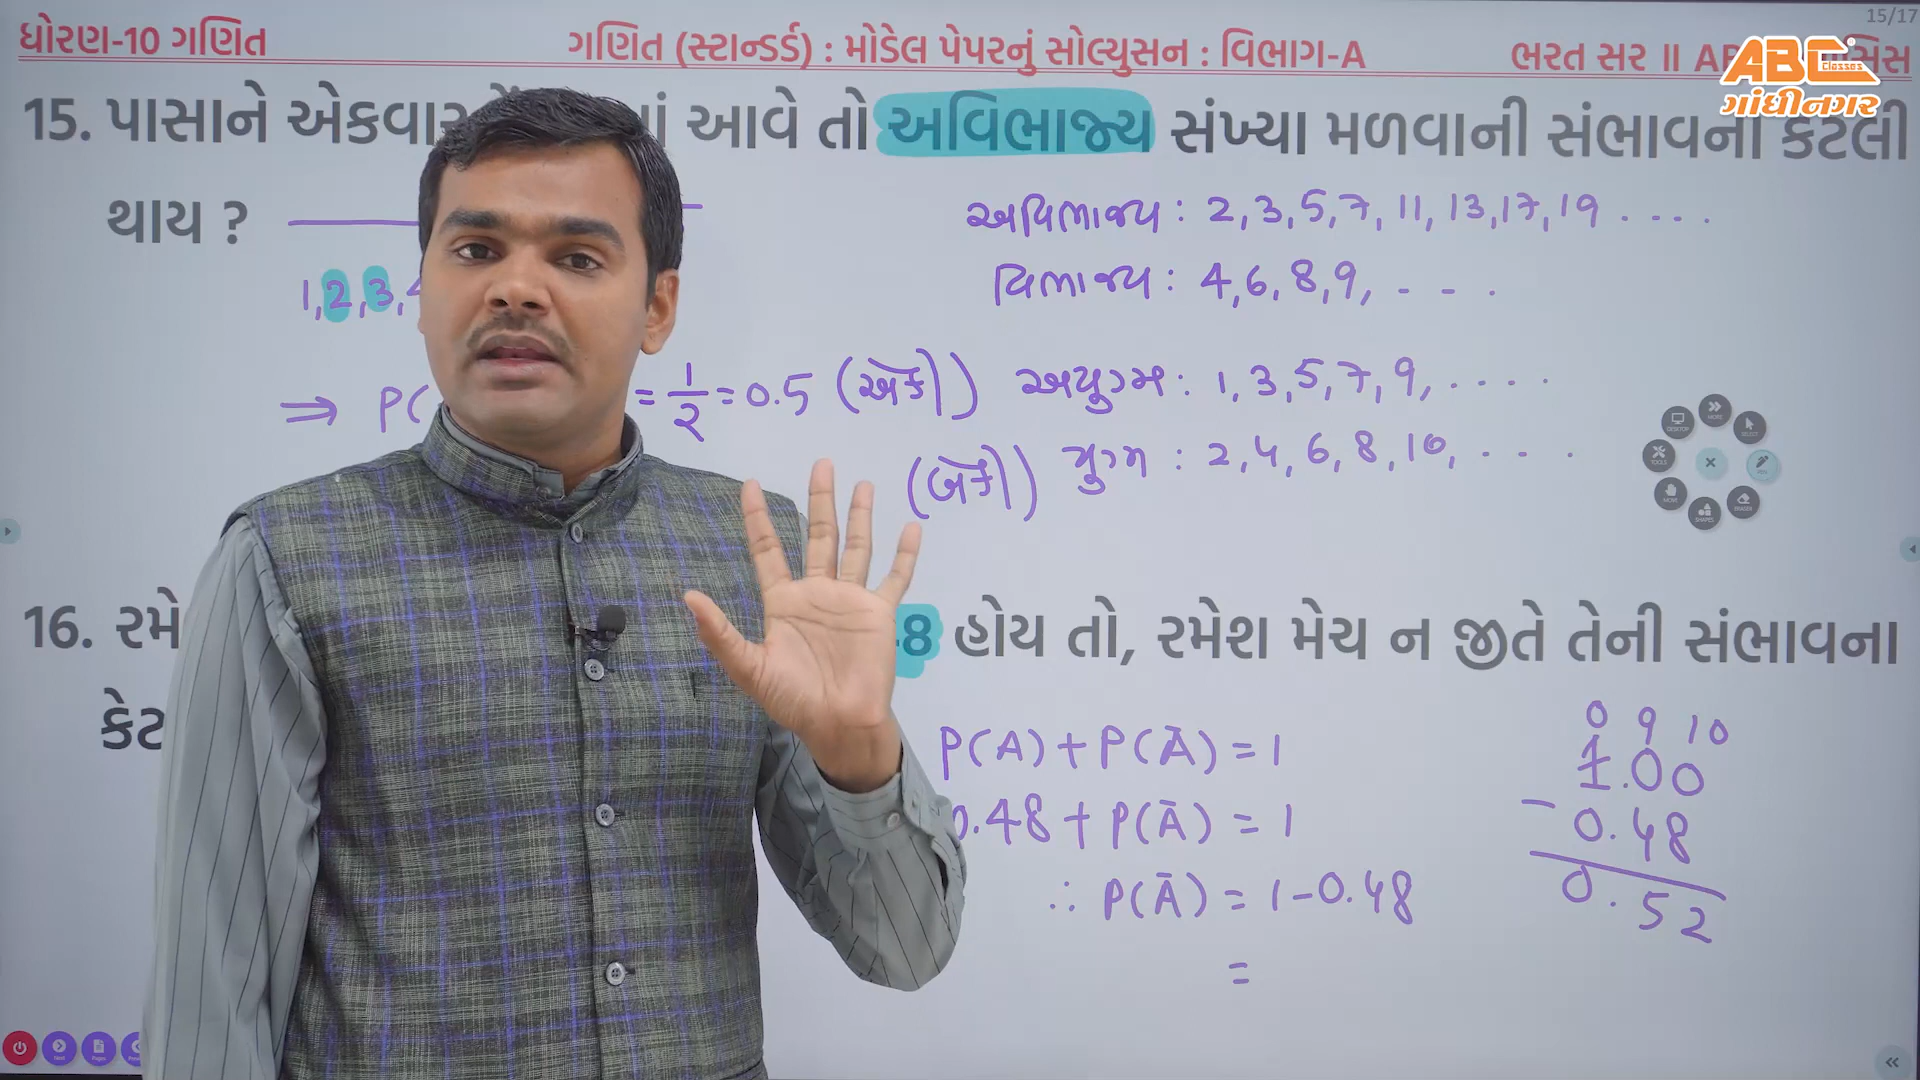 15/17
ધોરણ-10 ગણિત
ગણિત (સ્ટાન્ડર્ડ) : મોડેલ પેપરનું સોલ્યુસન : વિભાગ-A
ભરત સર ॥
ABC Classes
ગાંધીનગર
15. પાસાને એકવાર આવે તો અવિભાજ્ય સંખ્યા મળવાની સંભાવના કેટલી
થાય ?
અવિભાજ્ય : 2, 3, 5, 7, 11, 13, 17, 19 . . . .
1, 2, 3, 4
વિભાજ્ય : 4, 6, 8, 9, - - - .
⇒ P( = 1/2 = 0.5
(એકી) અયુગ્મ : 1, 3, 5, 7, 9, . . . . .
(બેકી) યુગ્મ : 2, 4, 6, 8, 10, . . . .
16. 48 હોય તો, રમેશ મેચ ન જીતે તેની સંભાવના
P(A) + P(Ā) = 1
0.48 + P(Ā) = 1
∴ P(Ā) = 1 - 0.48
=
0 9 10
1.00
- 0.48
0.52